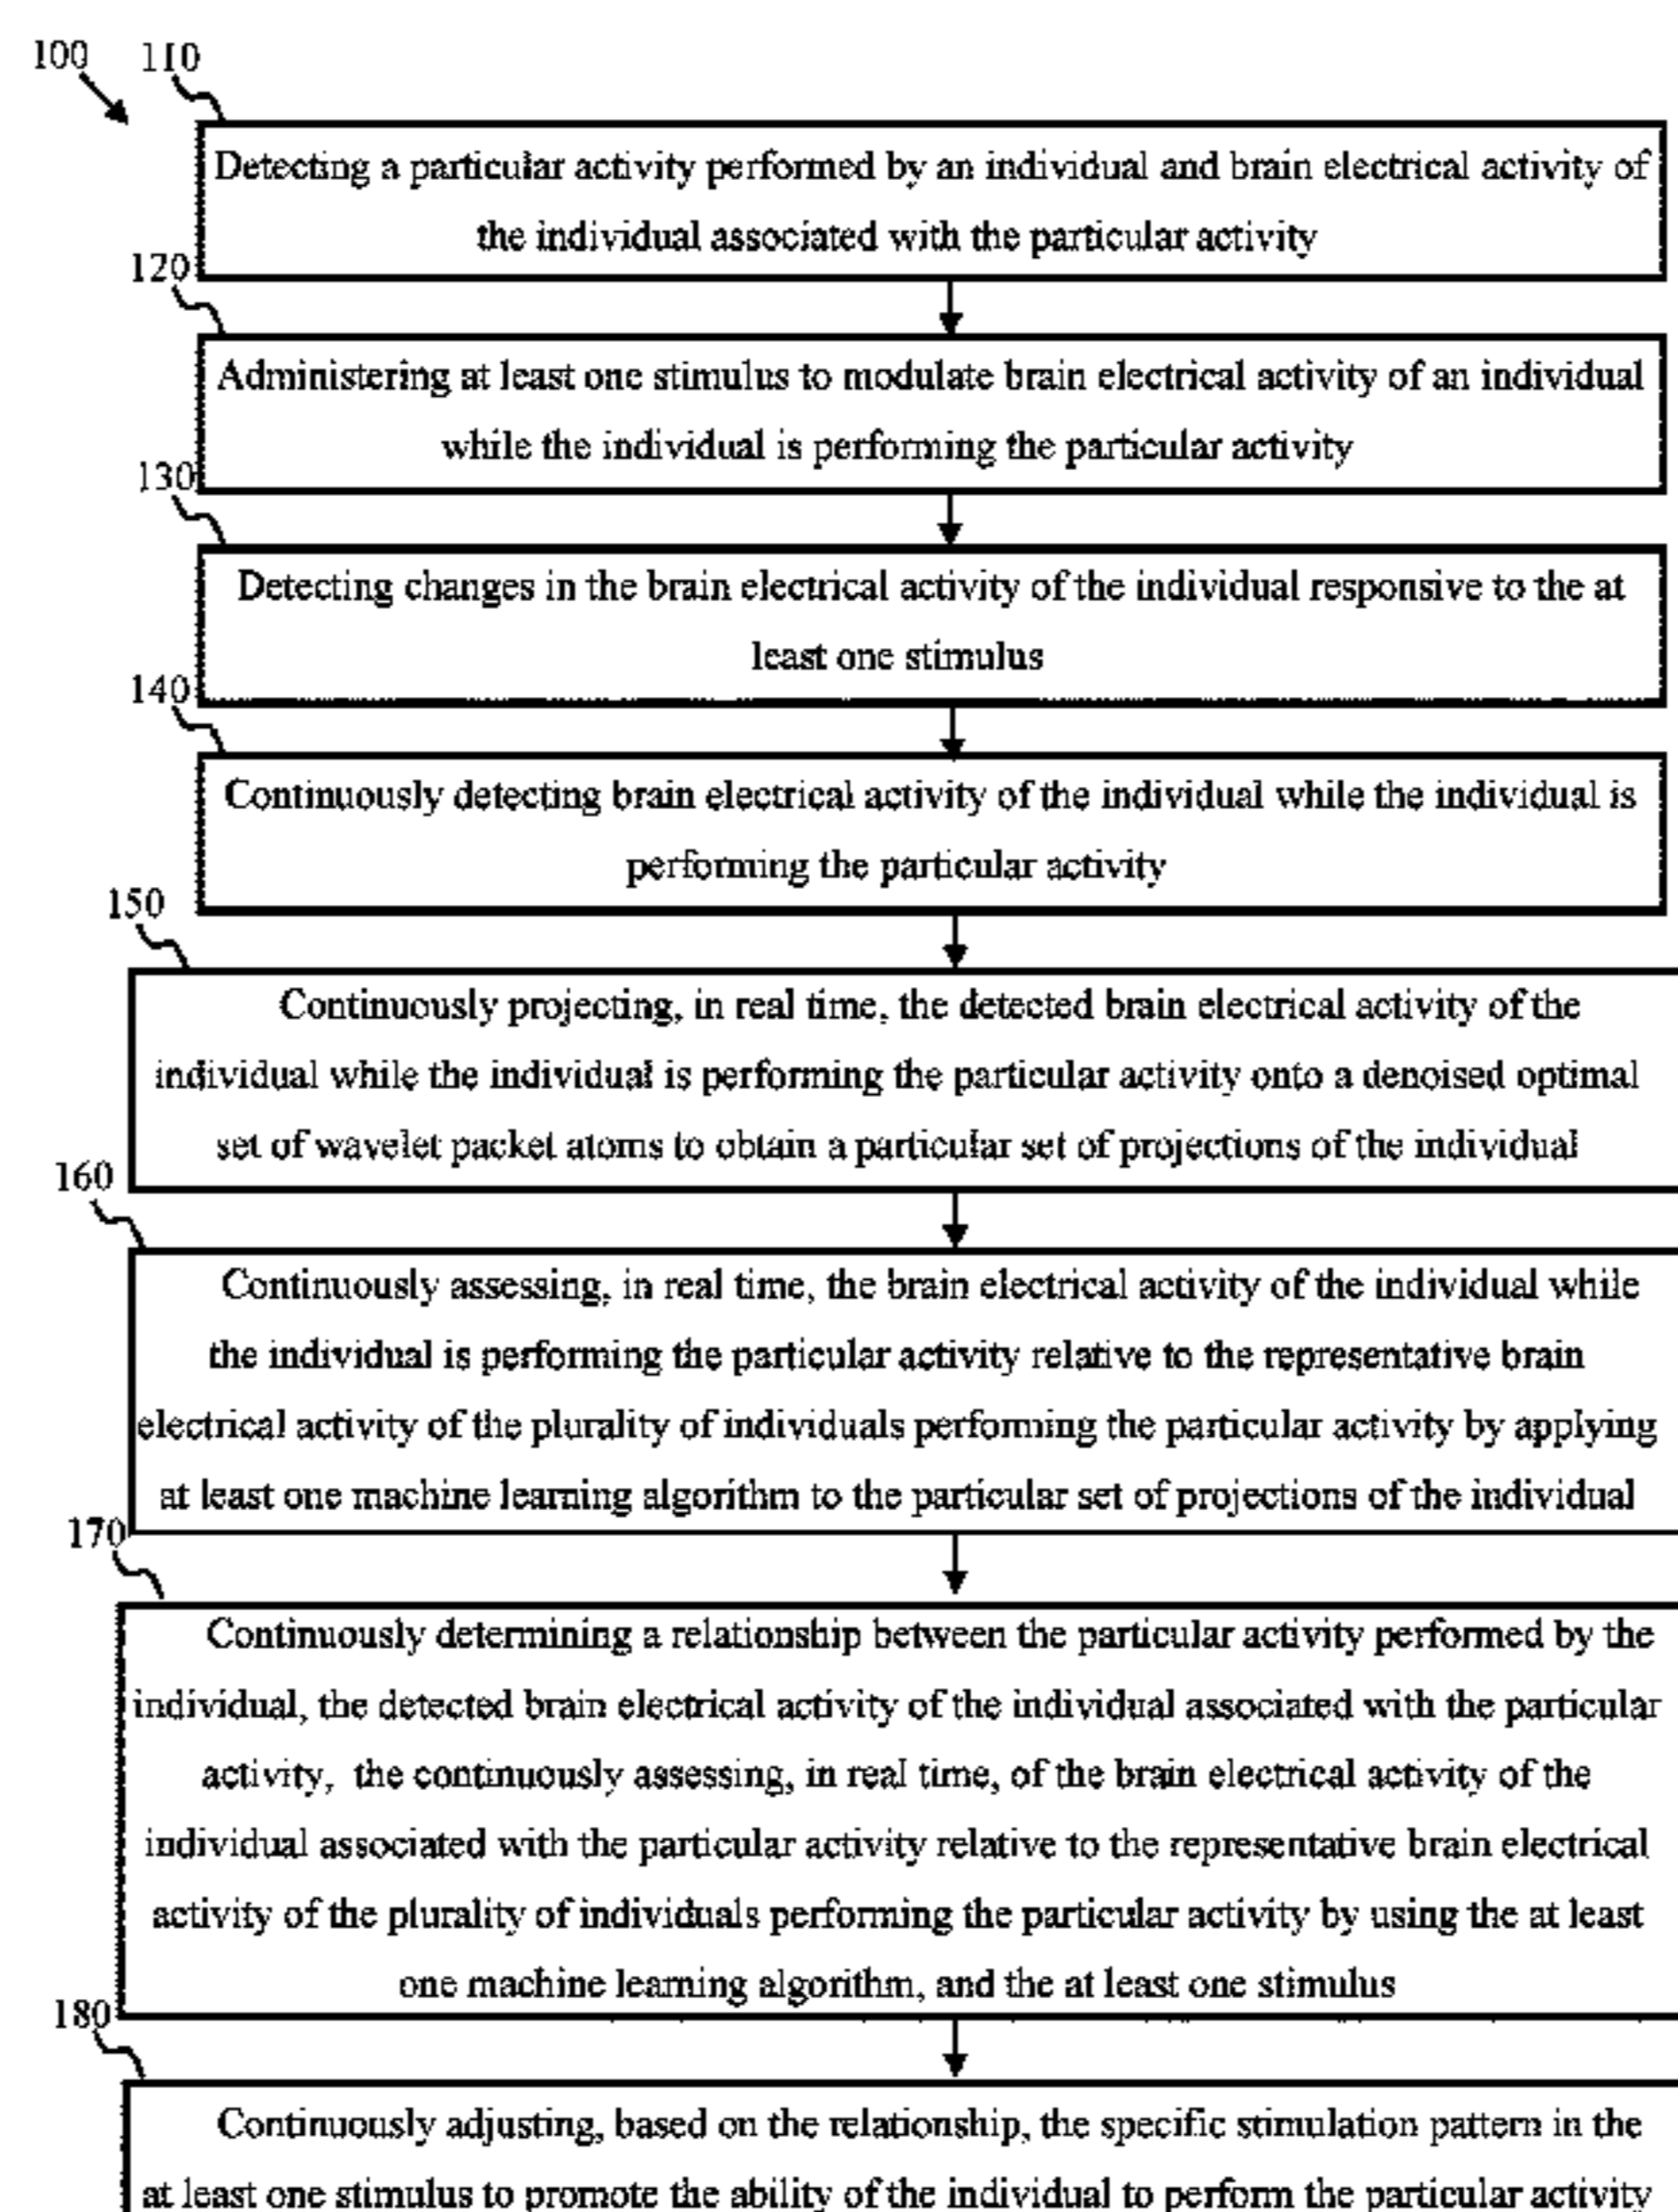 100 110
Detecting a particular activity performed by an individual and brain electrical activity of
the individual associated with the particular activity
120
Administering at least one stimulus to modulate brain electrical activity of an individual
while the individual is performing the particular activity
130
Detecting changes in the brain electrical activity of the individual responsive to the at
least one stimulus
140
Continuously detecting brain electrical activity of the individual while the individual is
performing the particular activity
150
Continuously projecting, in real time, the detected brain electrical activity of the
individual while the individual is performing the particular activity onto a denoised optimal
set of wavelet packet atoms to obtain a particular set of projections of the individual
160
Continuously assessing, in real time, the brain electrical activity of the individual while
the individual is performing the particular activity relative to the representative brain
electrical activity of the plurality of individuals performing the particular activity by applying
at least one machine learning algorithm to the particular set of projections of the individual
170
Continuously determining a relationship between the particular activity performed by the
individual, the detected brain electrical activity of the individual associated with the particular
activity, the continuously assessing, in real time, of the brain electrical activity of the
individual associated with the particular activity relative to the representative brain electrical
activity of the plurality of individuals performing the particular activity by using the at least
one machine learning algorithm, and the at least one stimulus
180
Continuously adjusting, based on the relationship, the specific stimulation pattern in the
at least one stimulus to promote the ability of the individual to perform the particular activity